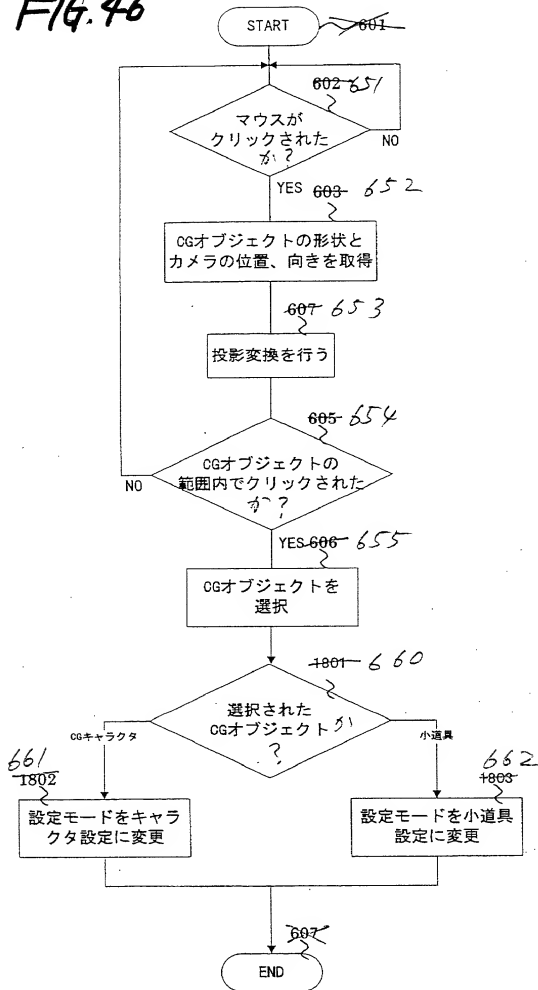 FIG. 46
START
601
602 651
マウスが
クリックされた
か?
NO
YES
603 652
CGオブジェクトの形状と
カメラの位置、向きを取得
607 653
投影変換を行う
605 654
CGオブジェクトの
範囲内でクリックされた
か?
NO
YES
606 655
CGオブジェクトを
選択
1801 660
選択された
CGオブジェクトか
?
CGキャラクタ
小道具
661
1802
662
1803
設定モードをキャラ
クタ設定に変更
設定モードを小道具
設定に変更
607
END